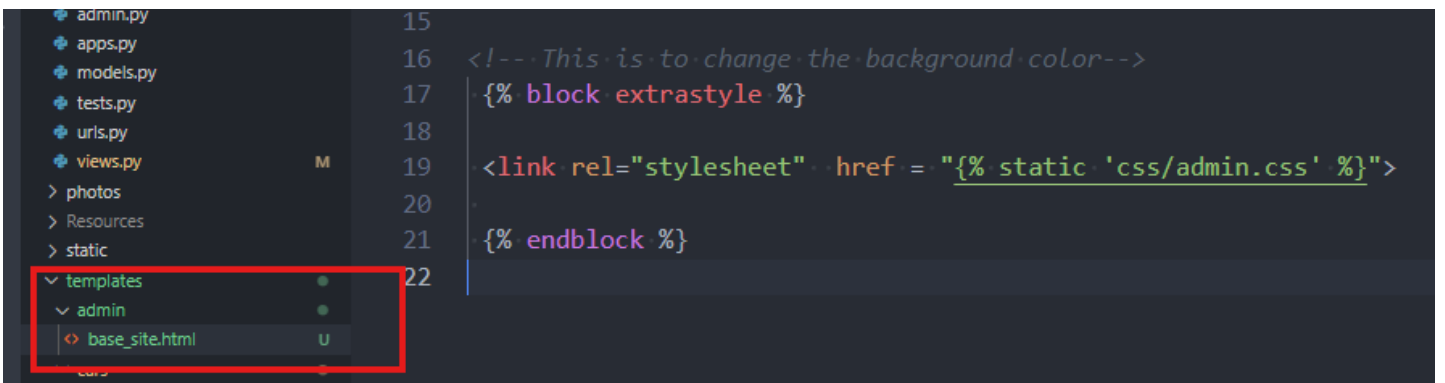 admin.py
apps.py
models.py
tests.py
urls.py
views.py M
> photos
> Resources
> static
templates
admin
<> base_site.html U
cars
15
16 <!-- This is to change the background color-->
17 {% block extrastyle %}
18
19 <link rel="stylesheet"  href = "{% static 'css/admin.css' %}">
20
21 {% endblock %}
22